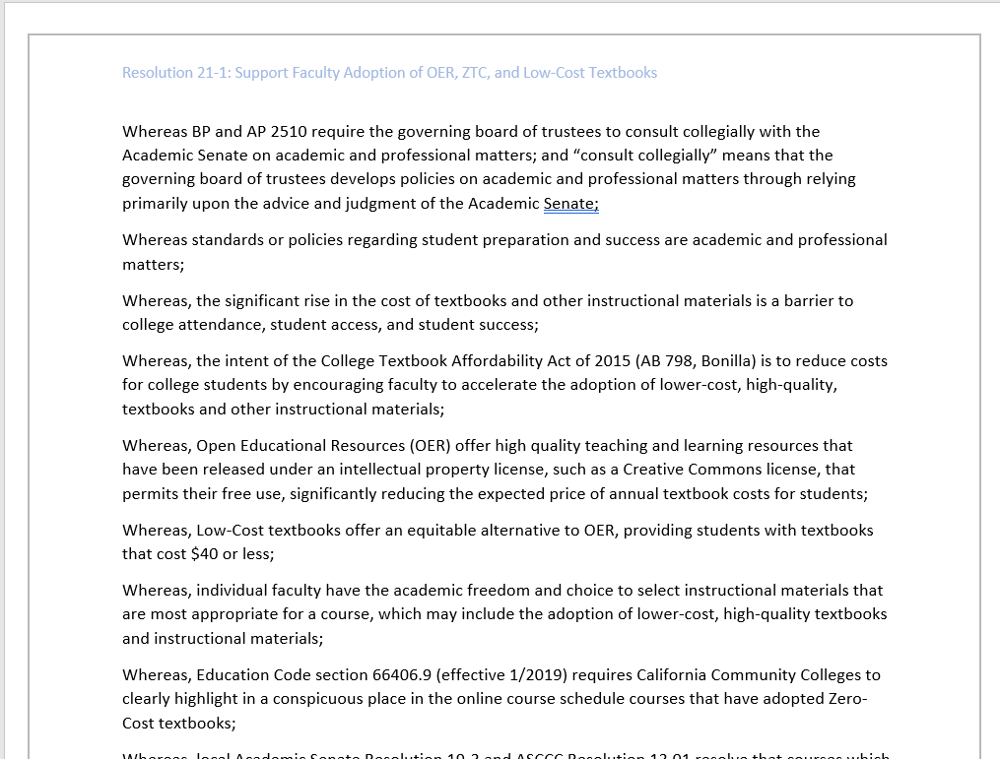 Resolution 21-1: Support Faculty Adoption of OER, ZTC, and Low-Cost Textbooks
Whereas BP and AP 2510 require the governing board of trustees to consult collegially with the
Academic Senate on academic and professional matters; and “consult collegially” means that the
governing board of trustees develops policies on academic and professional matters through relying
primarily upon the advice and judgment of the Academic Senate;
Whereas standards or policies regarding student preparation and success are academic and professional
matters;
Whereas, the significant rise in the cost of textbooks and other instructional materials is a barrier to
college attendance, student access, and student success;
Whereas, the intent of the College Textbook Affordability Act of 2015 (AB 798, Bonilla) is to reduce costs
for college students by encouraging faculty to accelerate the adoption of lower-cost, high-quality,
textbooks and other instructional materials;
Whereas, Open Educational Resources (OER) offer high quality teaching and learning resources that
have been released under an intellectual property license, such as a Creative Commons license, that
permits their free use, significantly reducing the expected price of annual textbook costs for students;
Whereas, Low-Cost textbooks offer an equitable alternative to OER, providing students with textbooks
that cost $40 or less;
Whereas, individual faculty have the academic freedom and choice to select instructional materials that
are most appropriate for a course, which may include the adoption of lower-cost, high-quality textbooks
and instructional materials;
Whereas, Education Code section 66406.9 (effective 1/2019) requires California Community Colleges to
clearly highlight in a conspicuous place in the online course schedule courses that have adopted Zero-
Cost textbooks;
Whereas, local Academic Senate Resolution 19-3 and ASCCC Resolution 13.01 resolve that courses which